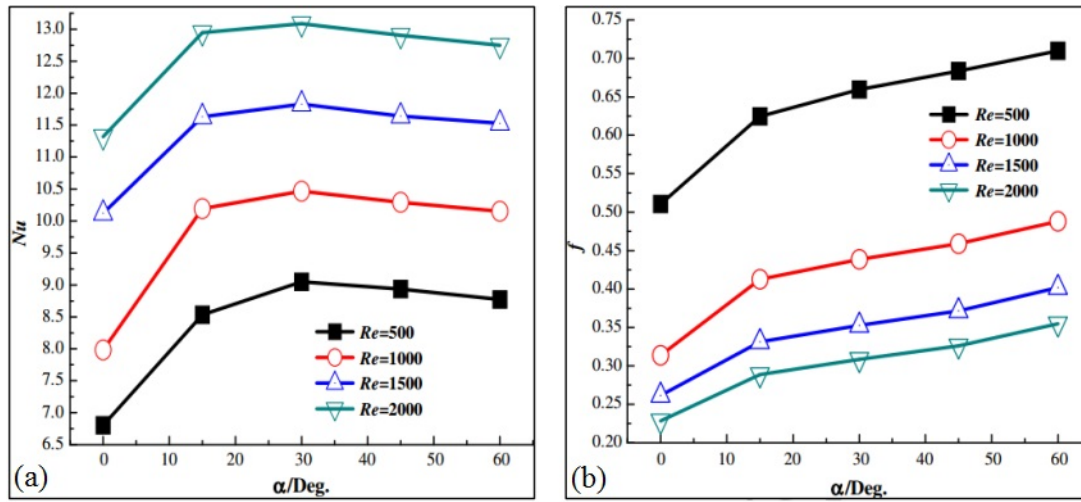 13.0
12.5
12.0
11.5
11.0
10.5
10.0
9.5
9.0
8.5
8.0
7.5
7.0
6.5
Nu
Re=500
Re=1000
Re=1500
Re=2000
0 10 20 30 40 50 60
(a)
α/Deg.
0.75
0.70
0.65
0.60
0.55
0.50
0.45
0.40
0.35
0.30
0.25
0.20
f
Re=500
Re=1000
Re=1500
Re=2000
0 10 20 30 40 50 60
(b)
α/Deg.